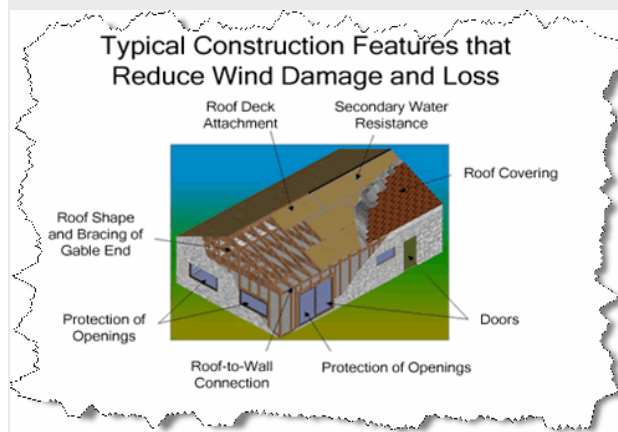 Typical Construction Features that
Reduce Wind Damage and Loss
Roof Deck
Attachment
Secondary Water
Resistance
Roof Covering
Roof Shape
and Bracing of
Gable End
Protection of
Openings
Doors
Roof-to-Wall
Connection
Protection of Openings